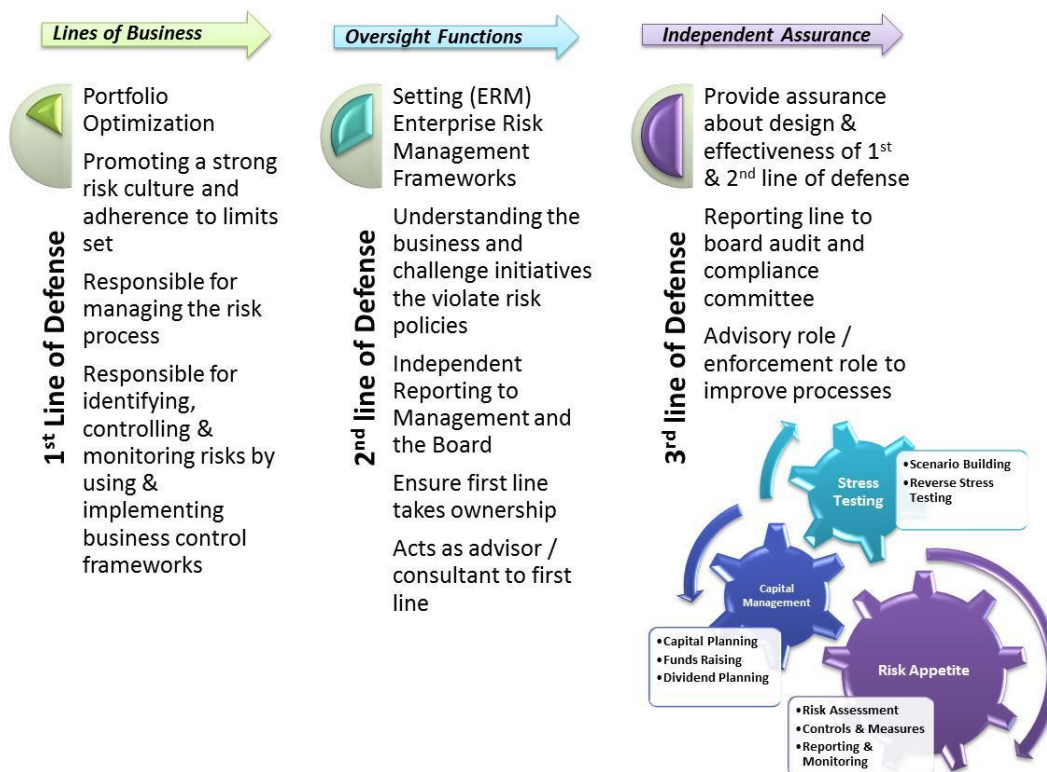 Lines of Business
Oversight Functions
Independent Assurance
1st Line of Defense
Portfolio
Optimization
Promoting a strong
risk culture and
adherence to limits
set
Responsible for
managing the risk
process
Responsible for
identifying,
controlling &
monitoring risks by
using &
implementing
business control
frameworks
2nd line of Defense
Setting (ERM)
Enterprise Risk
Management
Frameworks
Understanding the
business and
challenge initiatives
the violate risk
policies
Independent
Reporting to
Management and
the Board
Ensure first line
takes ownership
Acts as advisor /
consultant to first
line
3rd line of Defense
Provide assurance
about design &
effectiveness of 1st
& 2nd line of defense
Reporting line to
board audit and
compliance
committee
Advisory role /
enforcement role to
improve processes
Stress
Testing
•Scenario Building
•Reverse Stress
Testing
Capital
Management
•Capital Planning
•Funds Raising
•Dividend Planning
Risk Appetite
•Risk Assessment
•Controls & Measures
•Reporting &
Monitoring